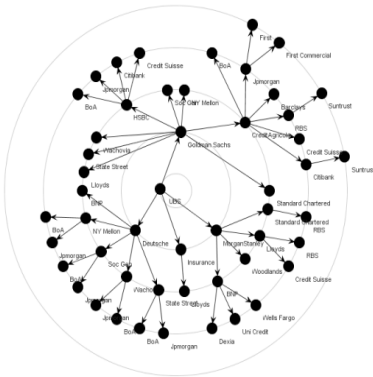 First
First Commercial
BoA
Credit Suisse
Citibank
Jpmorgan
Jpmorgan
BoA
Soc Gen
NY Mellon
Barclays
Suntrust
HSBC
RBS
CreditAgricole
Goldman Sachs
Wachovia
Credit Suisse
Citibank
Suntrust
State Street
Lloyds
Standard Chartered
BNP
UBS
Standard Chartered
RBS
NY Mellon
BoA
Deutsche
MorganStanley
Lloyds
RBS
Jpmorgan
Soc Gen
Insurance
Woodlands
BoA
Credit Suisse
Wachovia
State Street
Lloyds
BNP
Jpmorgan
Jpmorgan
Wells Fargo
BoA
BoA
Uni Credit
Jpmorgan
Dexia